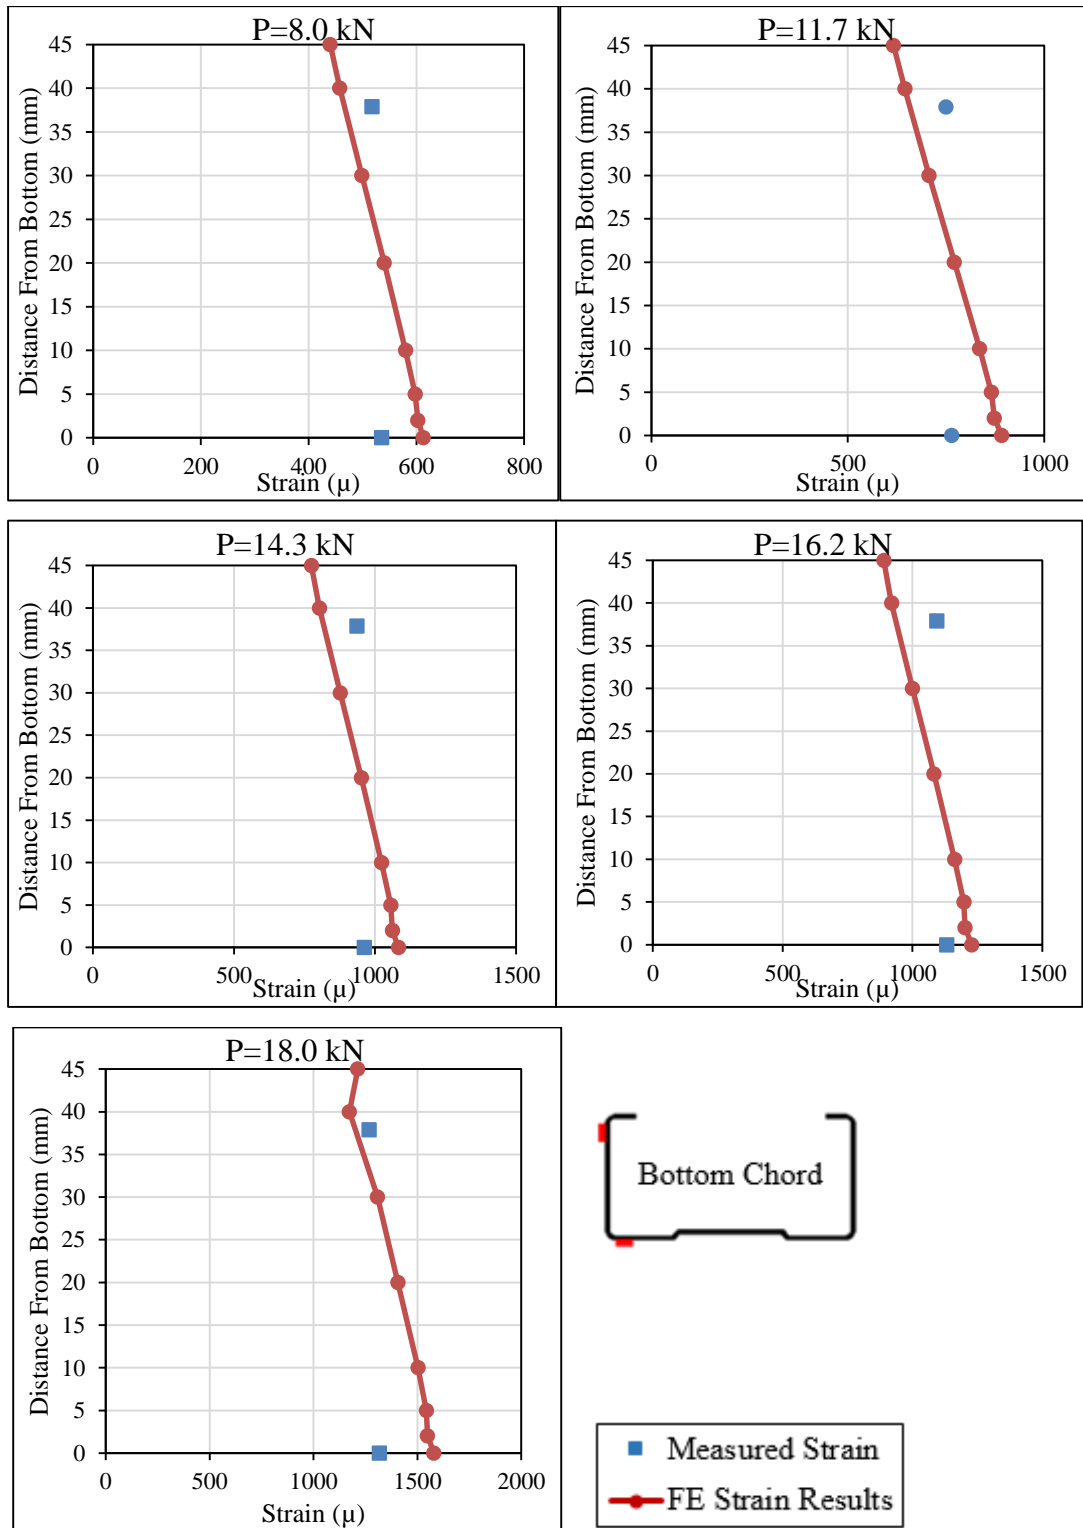 P=8.0 kN
Distance From Bottom (mm)
45
40
35
30
25
20
15
10
5
0
0 200 400 600 800
Strain (μ)
P=11.7 kN
Distance From Bottom (mm)
45
40
35
30
25
20
15
10
5
0
0 500 1000
Strain (μ)
P=14.3 kN
Distance From Bottom (mm)
45
40
35
30
25
20
15
10
5
0
0 500 1000 1500
Strain (μ)
P=16.2 kN
Distance From Bottom (mm)
45
40
35
30
25
20
15
10
5
0
0 500 1000 1500
Strain (μ)
P=18.0 kN
Distance From Bottom (mm)
45
40
35
30
25
20
15
10
5
0
0 500 1000 1500 2000
Strain (μ)
Bottom Chord
Measured Strain
FE Strain Results